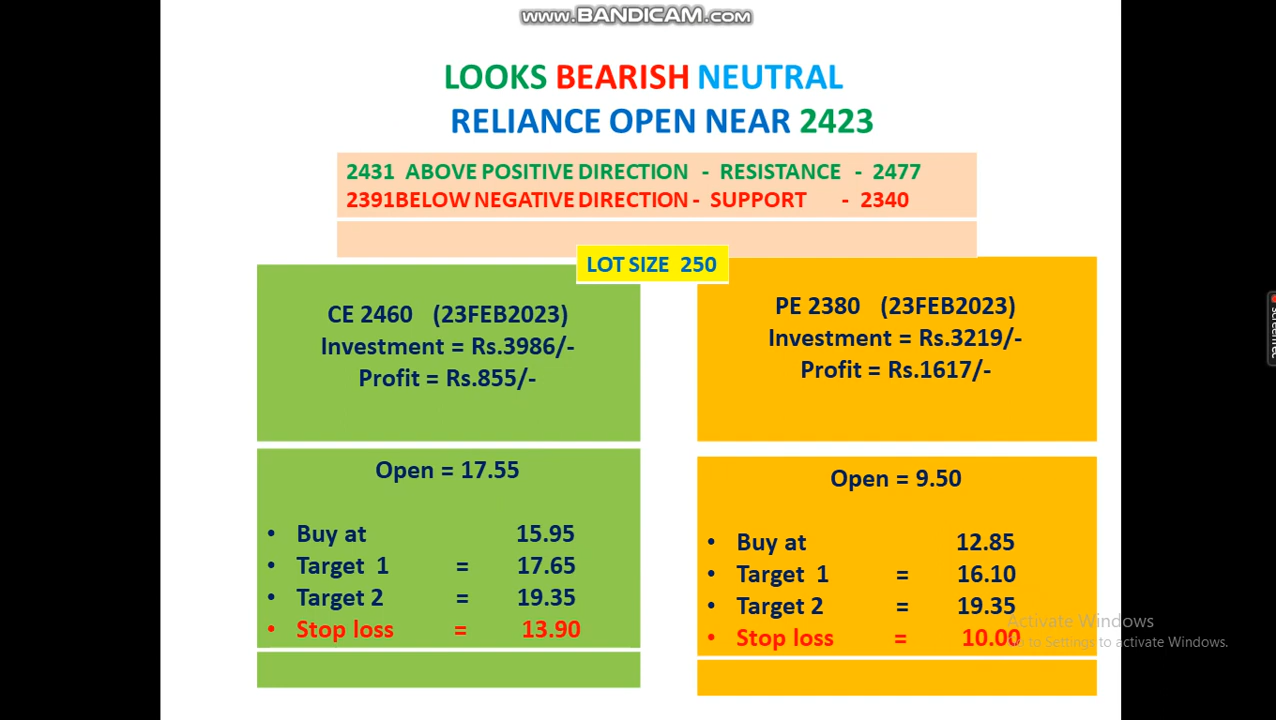 www.BANDICAM.com
LOOKS BEARISH NEUTRAL
RELIANCE OPEN NEAR 2423
2431 ABOVE POSITIVE DIRECTION - RESISTANCE - 2477
2391BELOW NEGATIVE DIRECTION - SUPPORT - 2340
LOT SIZE 250
CE 2460 (23FEB2023)
Investment = Rs.3986/-
Profit = Rs.855/-
Open = 17.55
• Buy at 15.95
• Target 1 = 17.65
• Target 2 = 19.35
• Stop loss = 13.90
PE 2380 (23FEB2023)
Investment = Rs.3219/-
Profit = Rs.1617/-
Open = 9.50
• Buy at 12.85
• Target 1 = 16.10
• Target 2 = 19.35
• Stop loss = 10.00
Activate Windows
Go to Settings to activate Windows.